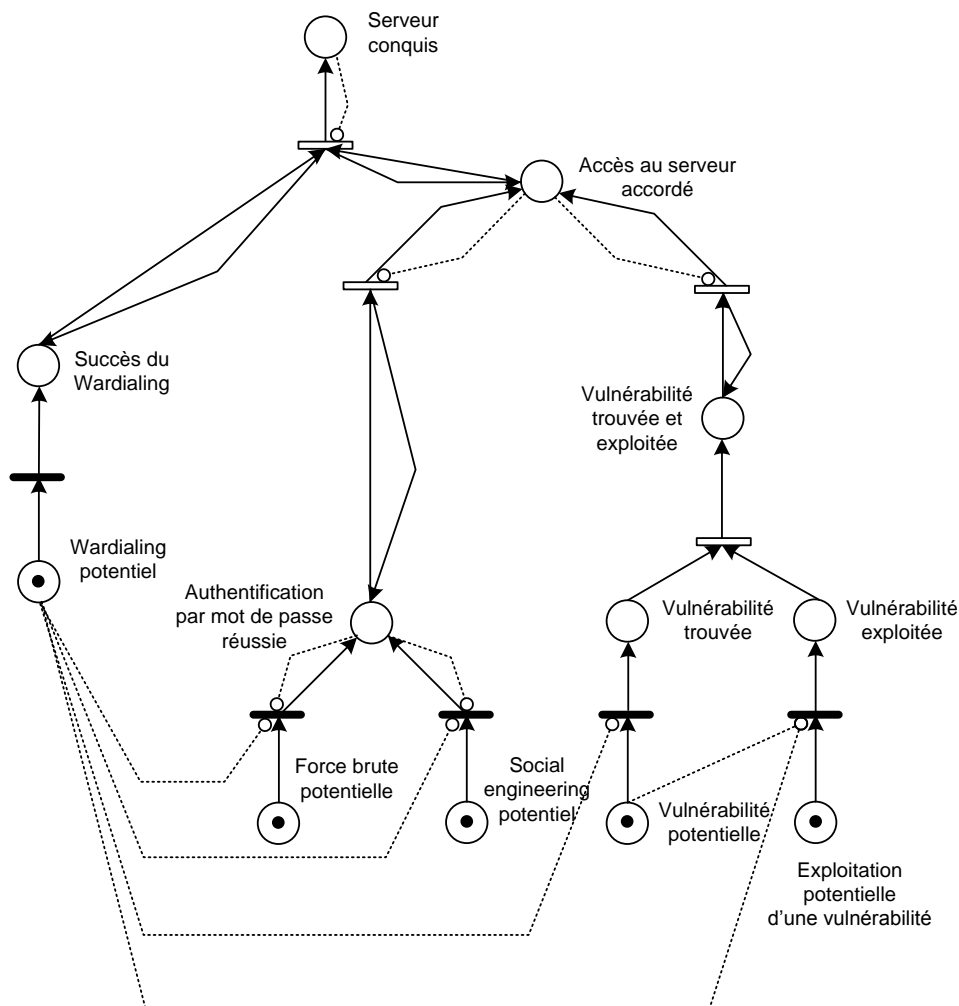 Serveur
conquis
Accès au serveur
accordé
Succès du
Wardialing
Vulnérabilité
trouvée et
exploitée
Wardialing
potentiel
Authentification
par mot de passe
réussie
Vulnérabilité
trouvée
Vulnérabilité
exploitée
Force brute
potentielle
Social
engineering
potentiel
Vulnérabilité
potentielle
Exploitation
potentielle
d'une vulnérabilité